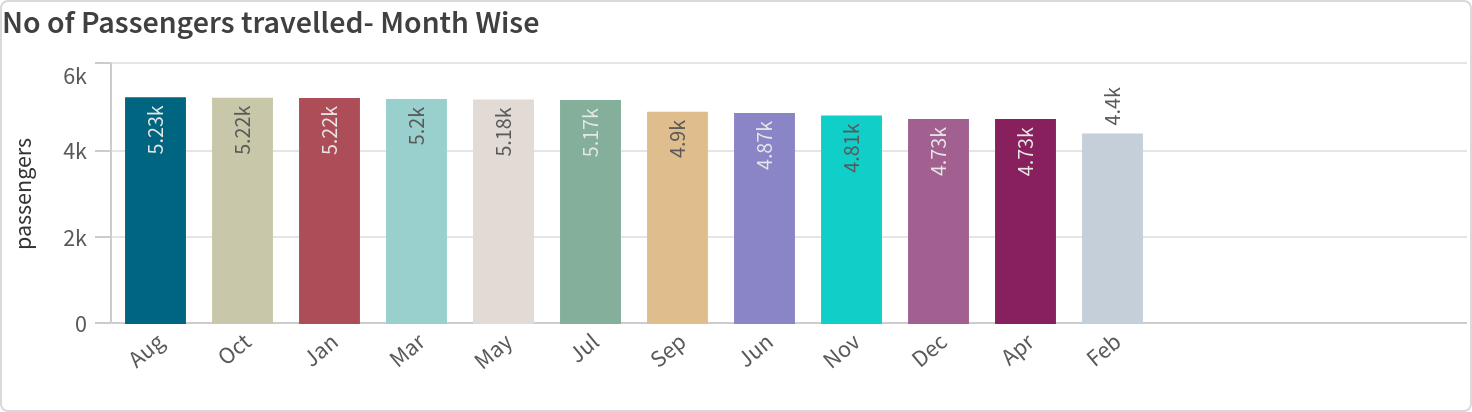 No of Passengers travelled- Month Wise
6k
4k
2k
0
passengers
5.23k
5.22k
5.22k
5.2k
5.18k
5.17k
4.9k
4.87k
4.81k
4.73k
4.73k
4.4k
Aug
Oct
Jan
Mar
May
Jul
Sep
Jun
Nov
Dec
Apr
Feb